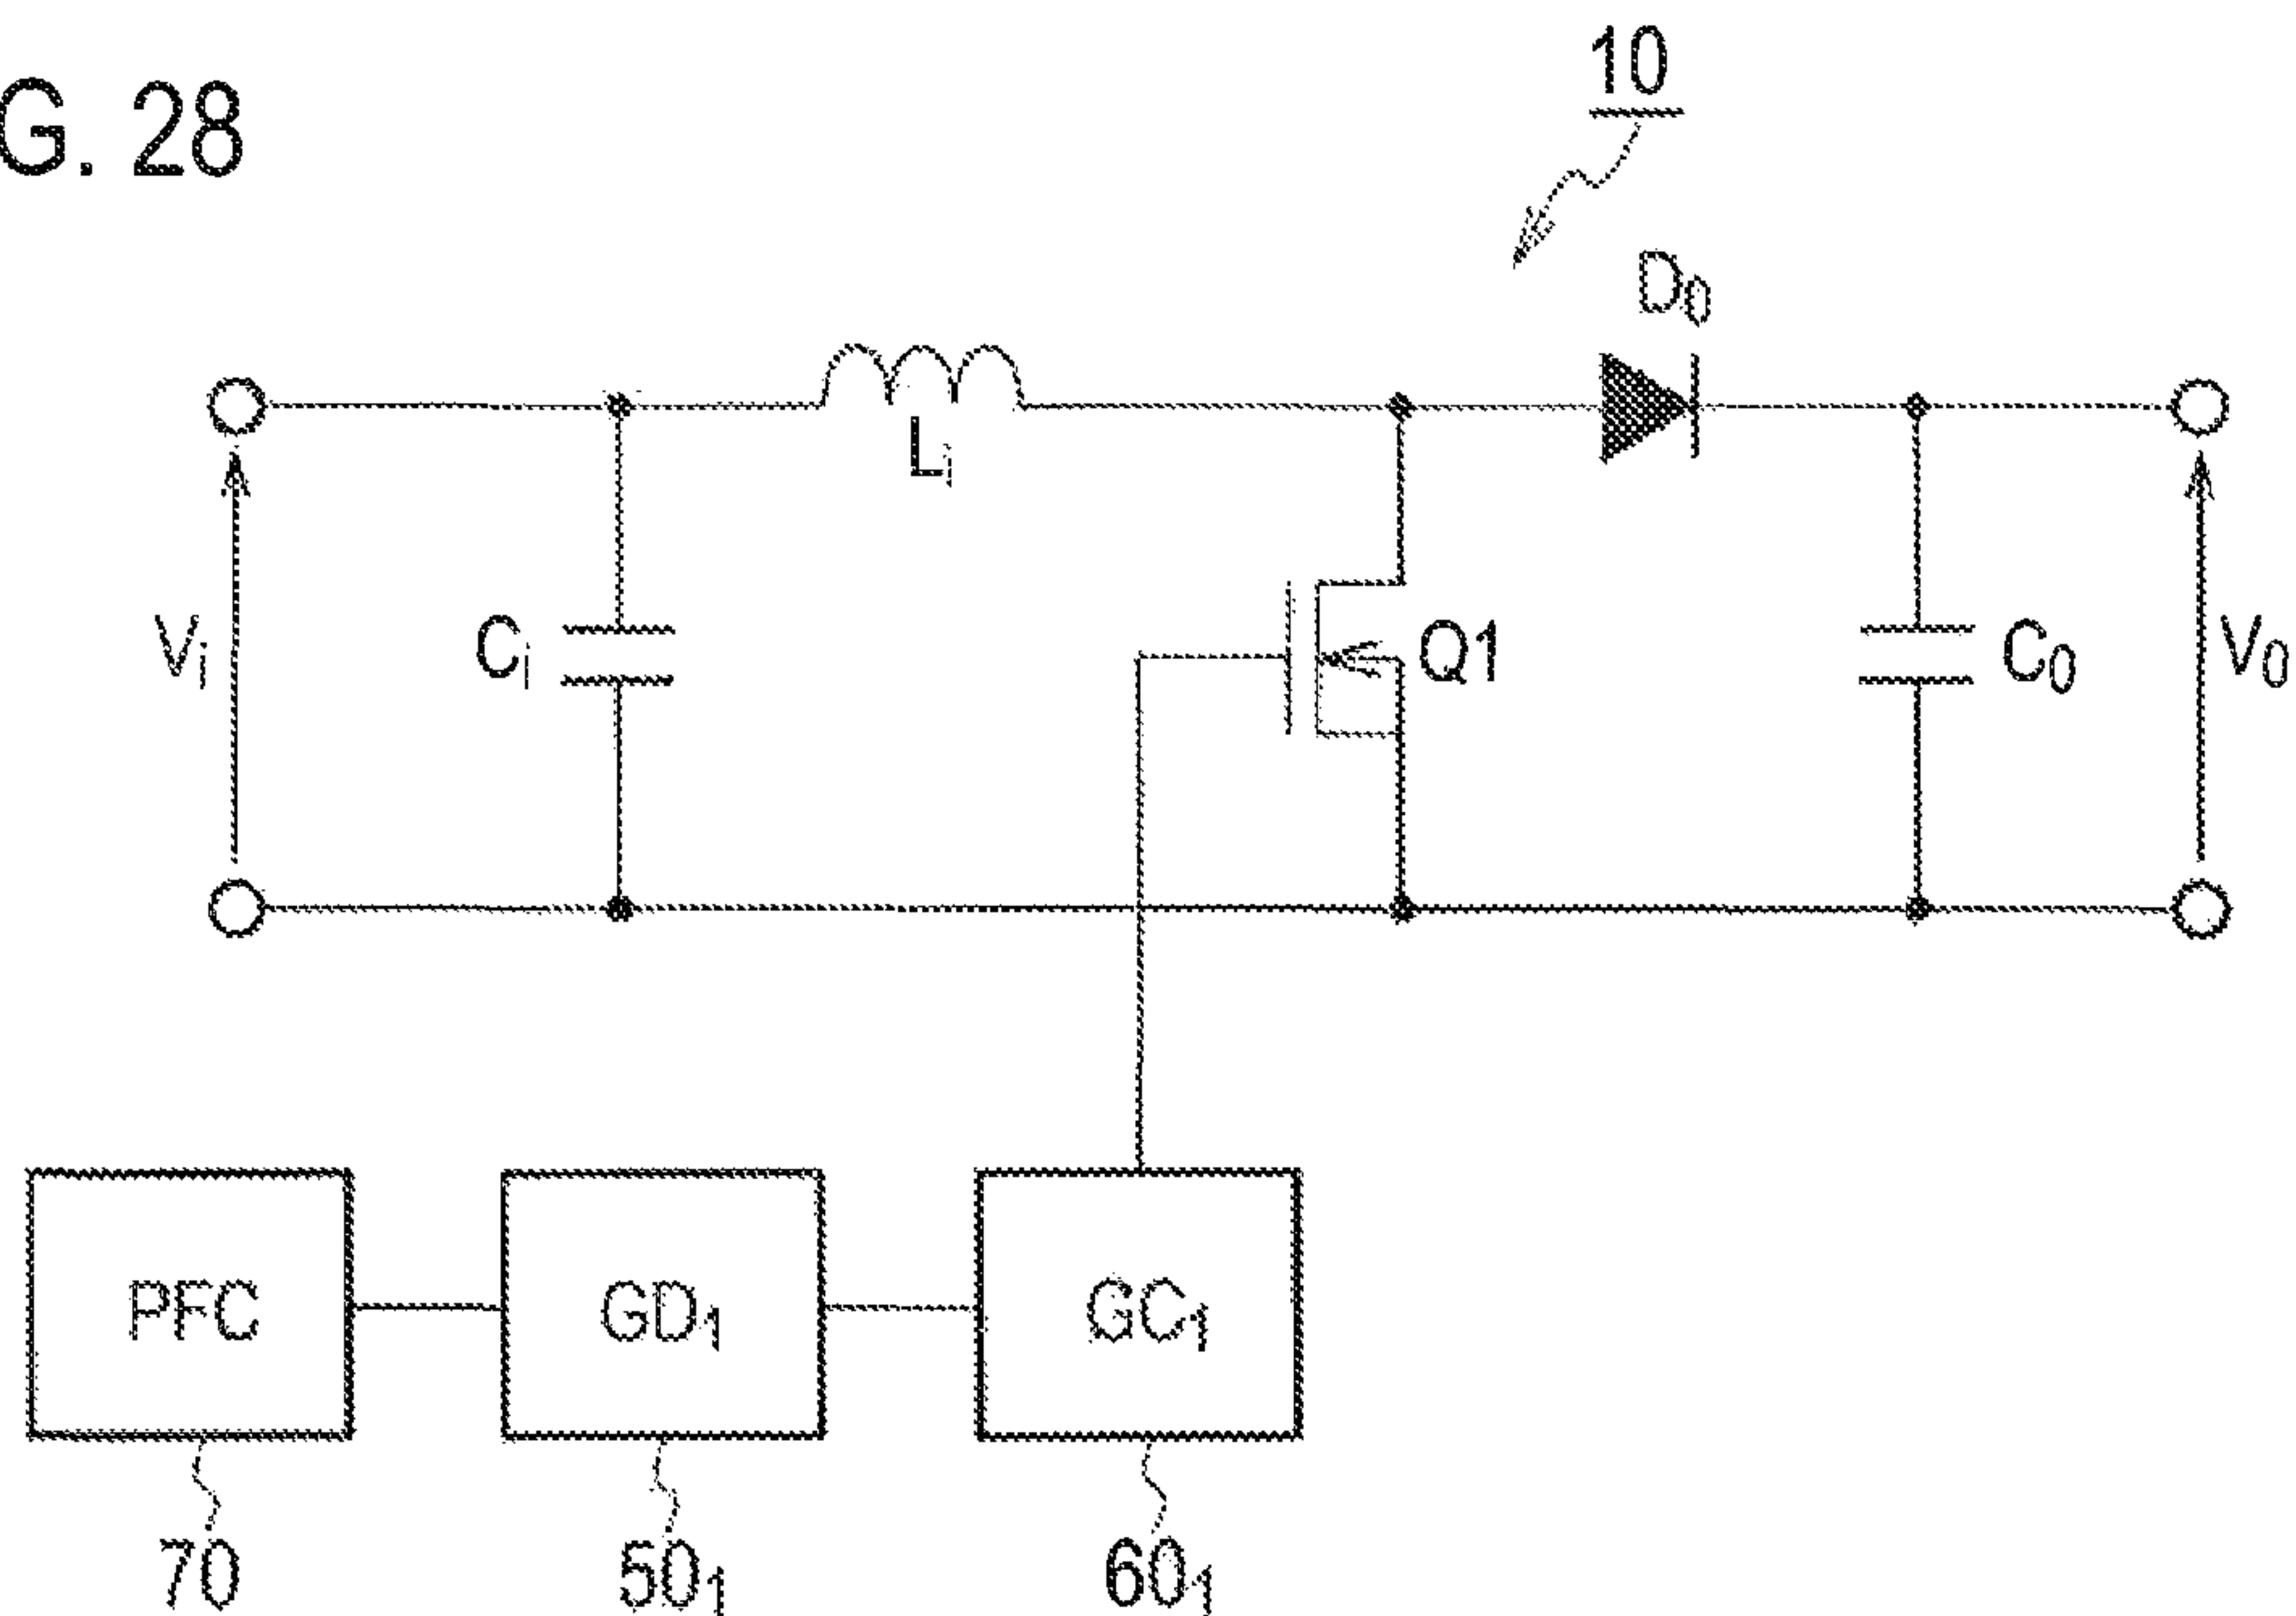 G. 28
10
D₀
Lᵢ
Vᵢ
Cᵢ
Q1
C₀
V₀
PFC
GD₁
GC₁
70
50₁
60₁